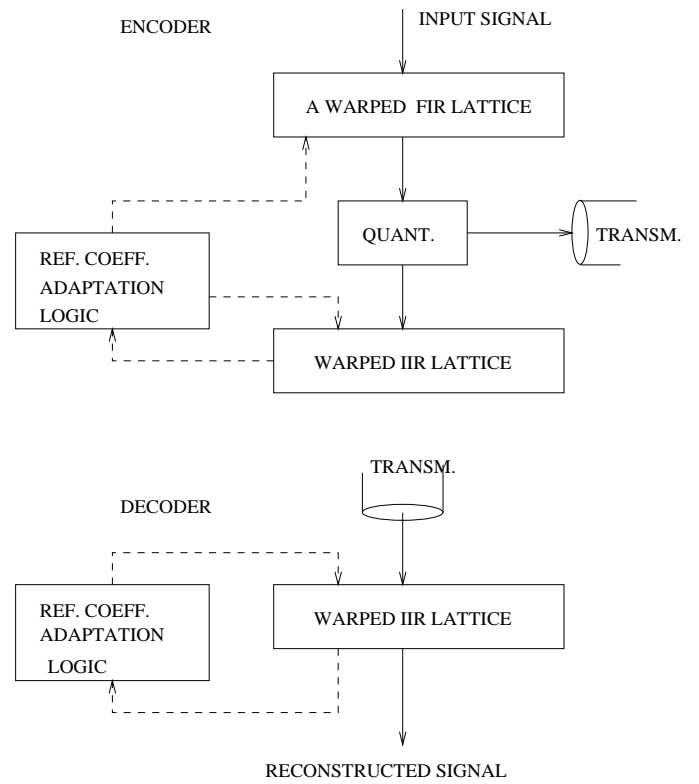 ENCODER
INPUT SIGNAL
A WARPED FIR LATTICE
QUANT.
TRANSM.
REF. COEFF.
ADAPTATION
LOGIC
WARPED IIR LATTICE
TRANSM.
DECODER
REF. COEFF.
ADAPTATION
LOGIC
WARPED IIR LATTICE
RECONSTRUCTED SIGNAL